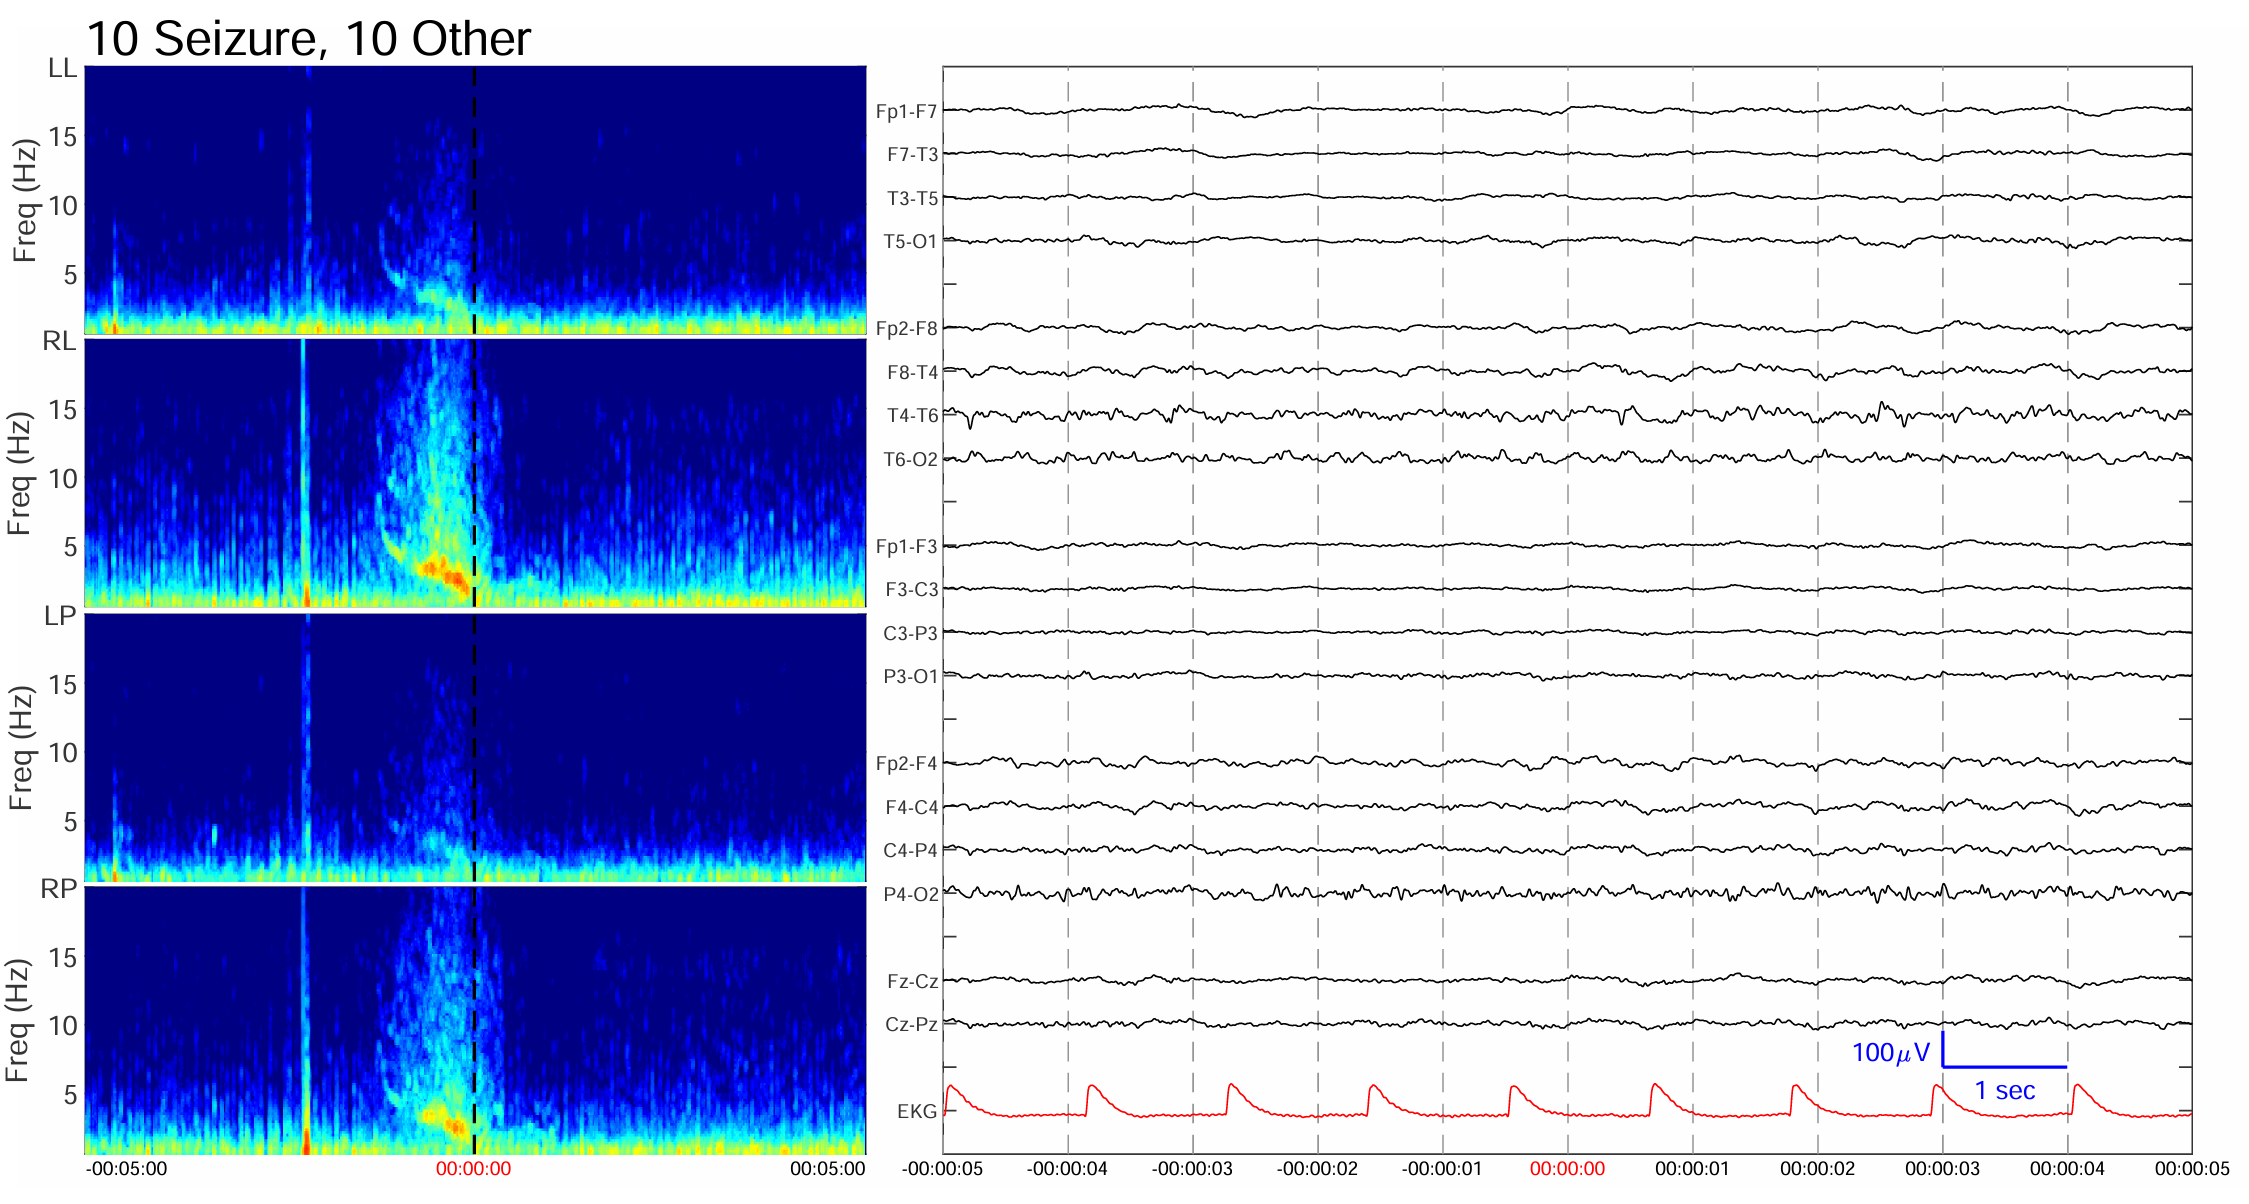 10 Seizure, 10 Other
LL
Freq (Hz)
15
10
5
RL
Freq (Hz)
15
10
5
LP
Freq (Hz)
15
10
5
RP
Freq (Hz)
15
10
5
-00:05:00
00:00:00
00:05:00
Fp1-F7
F7-T3
T3-T5
T5-O1
Fp2-F8
F8-T4
T4-T6
T6-O2
Fp1-F3
F3-C3
C3-P3
P3-O1
Fp2-F4
F4-C4
C4-P4
P4-O2
Fz-Cz
Cz-Pz
EKG
100μV
1 sec
-00:00:05
-00:00:04
-00:00:03
-00:00:02
-00:00:01
00:00:00
00:00:01
00:00:02
00:00:03
00:00:04
00:00:05